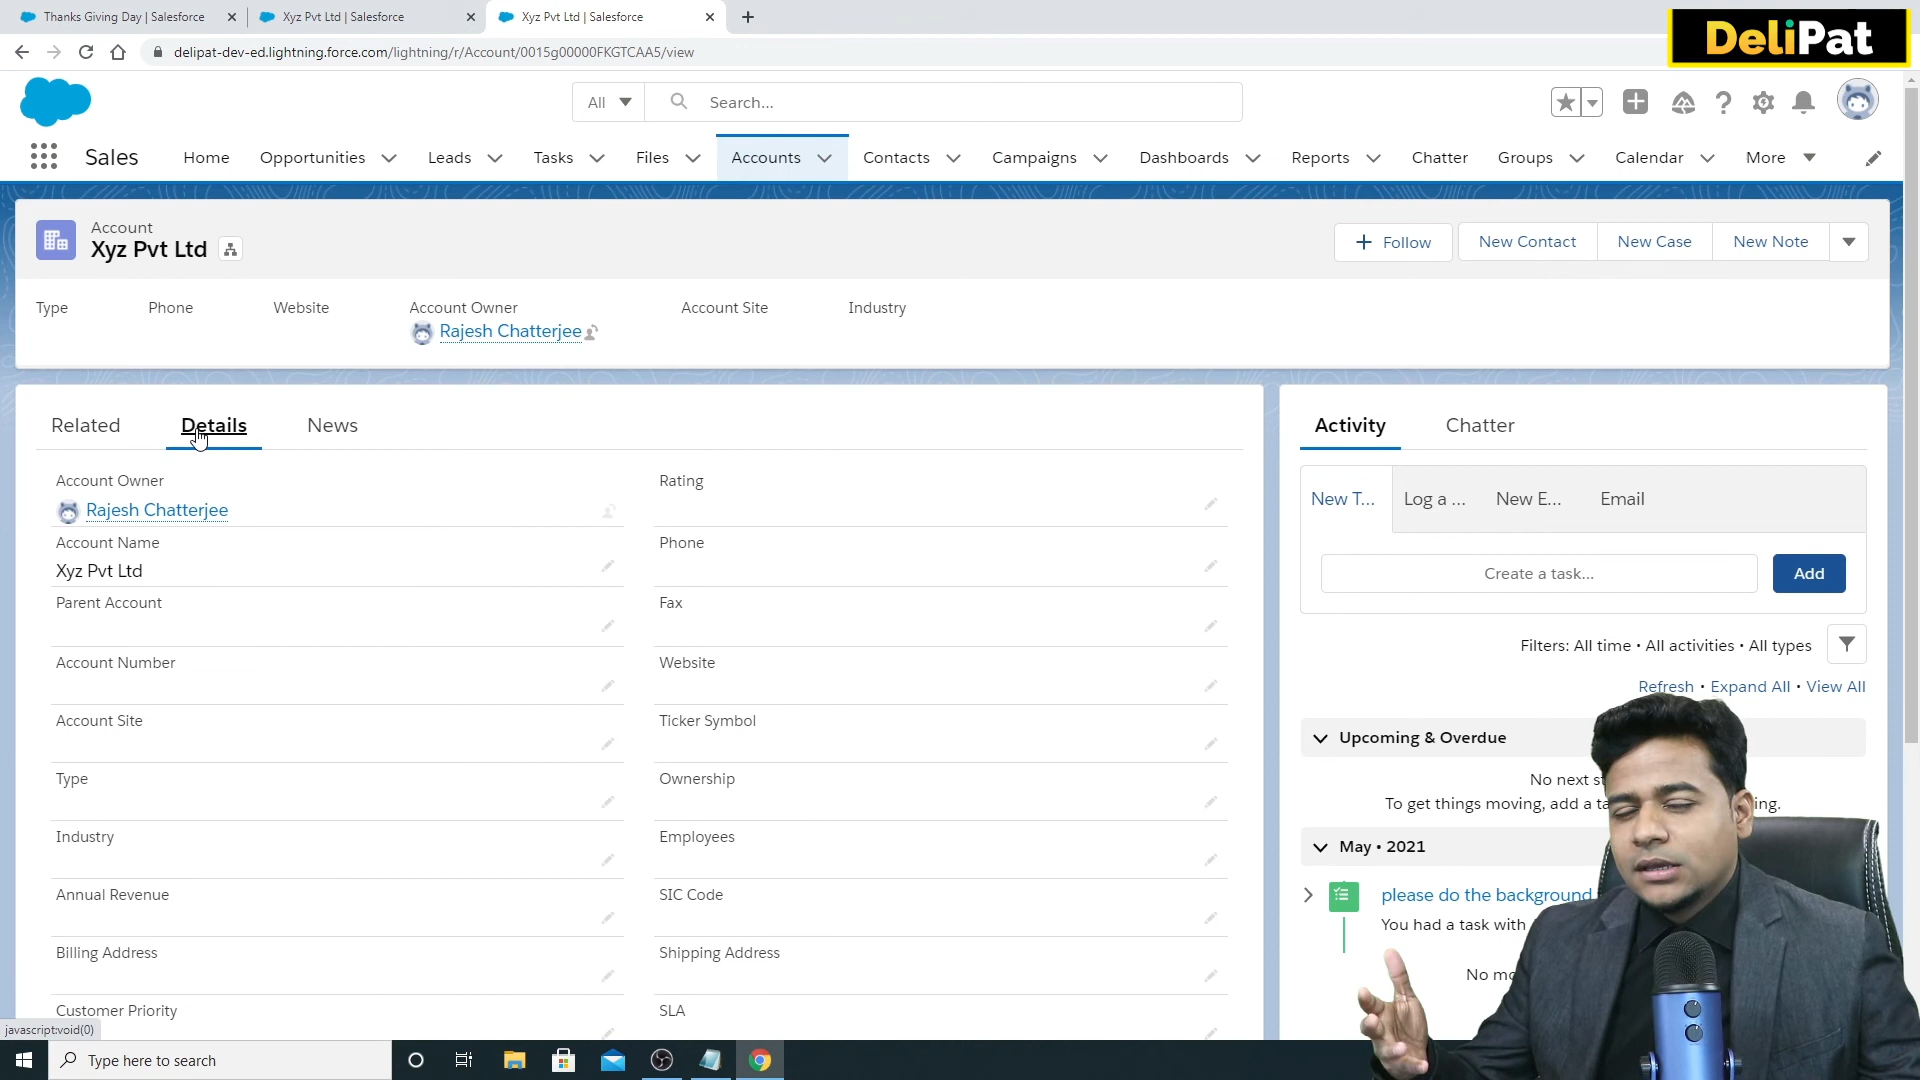 Thanks Giving Day | Salesforce
Xyz Pvt Ltd | Salesforce
Xyz Pvt Ltd | Salesforce
delipat-dev-ed.lightning.force.com/lightning/r/Account/0015g00000FKGTCAA5/view
DeliPat
All
Search...
Sales
Home
Opportunities
Leads
Tasks
Files
Accounts
Contacts
Campaigns
Dashboards
Reports
Chatter
Groups
Calendar
More
Account
Xyz Pvt Ltd
Follow
New Contact
New Case
New Note
Type
Phone
Website
Account Owner
Account Site
Industry
Rajesh Chatterjee
Related
Details
News
Account Owner
Rajesh Chatterjee
Rating
Account Name
Xyz Pvt Ltd
Phone
Parent Account
Fax
Account Number
Website
Account Site
Ticker Symbol
Type
Ownership
Industry
Employees
Annual Revenue
SIC Code
Billing Address
Shipping Address
Customer Priority
SLA
Activity
Chatter
New T...
Log a ...
New E...
Email
Create a task...
Add
Filters: All time • All activities • All types
Refresh • Expand All • View All
Upcoming & Overdue
No next
To get things moving, add a
May • 2021
please do the background
You had a task with
No
javascript:void(0)
Type here to search